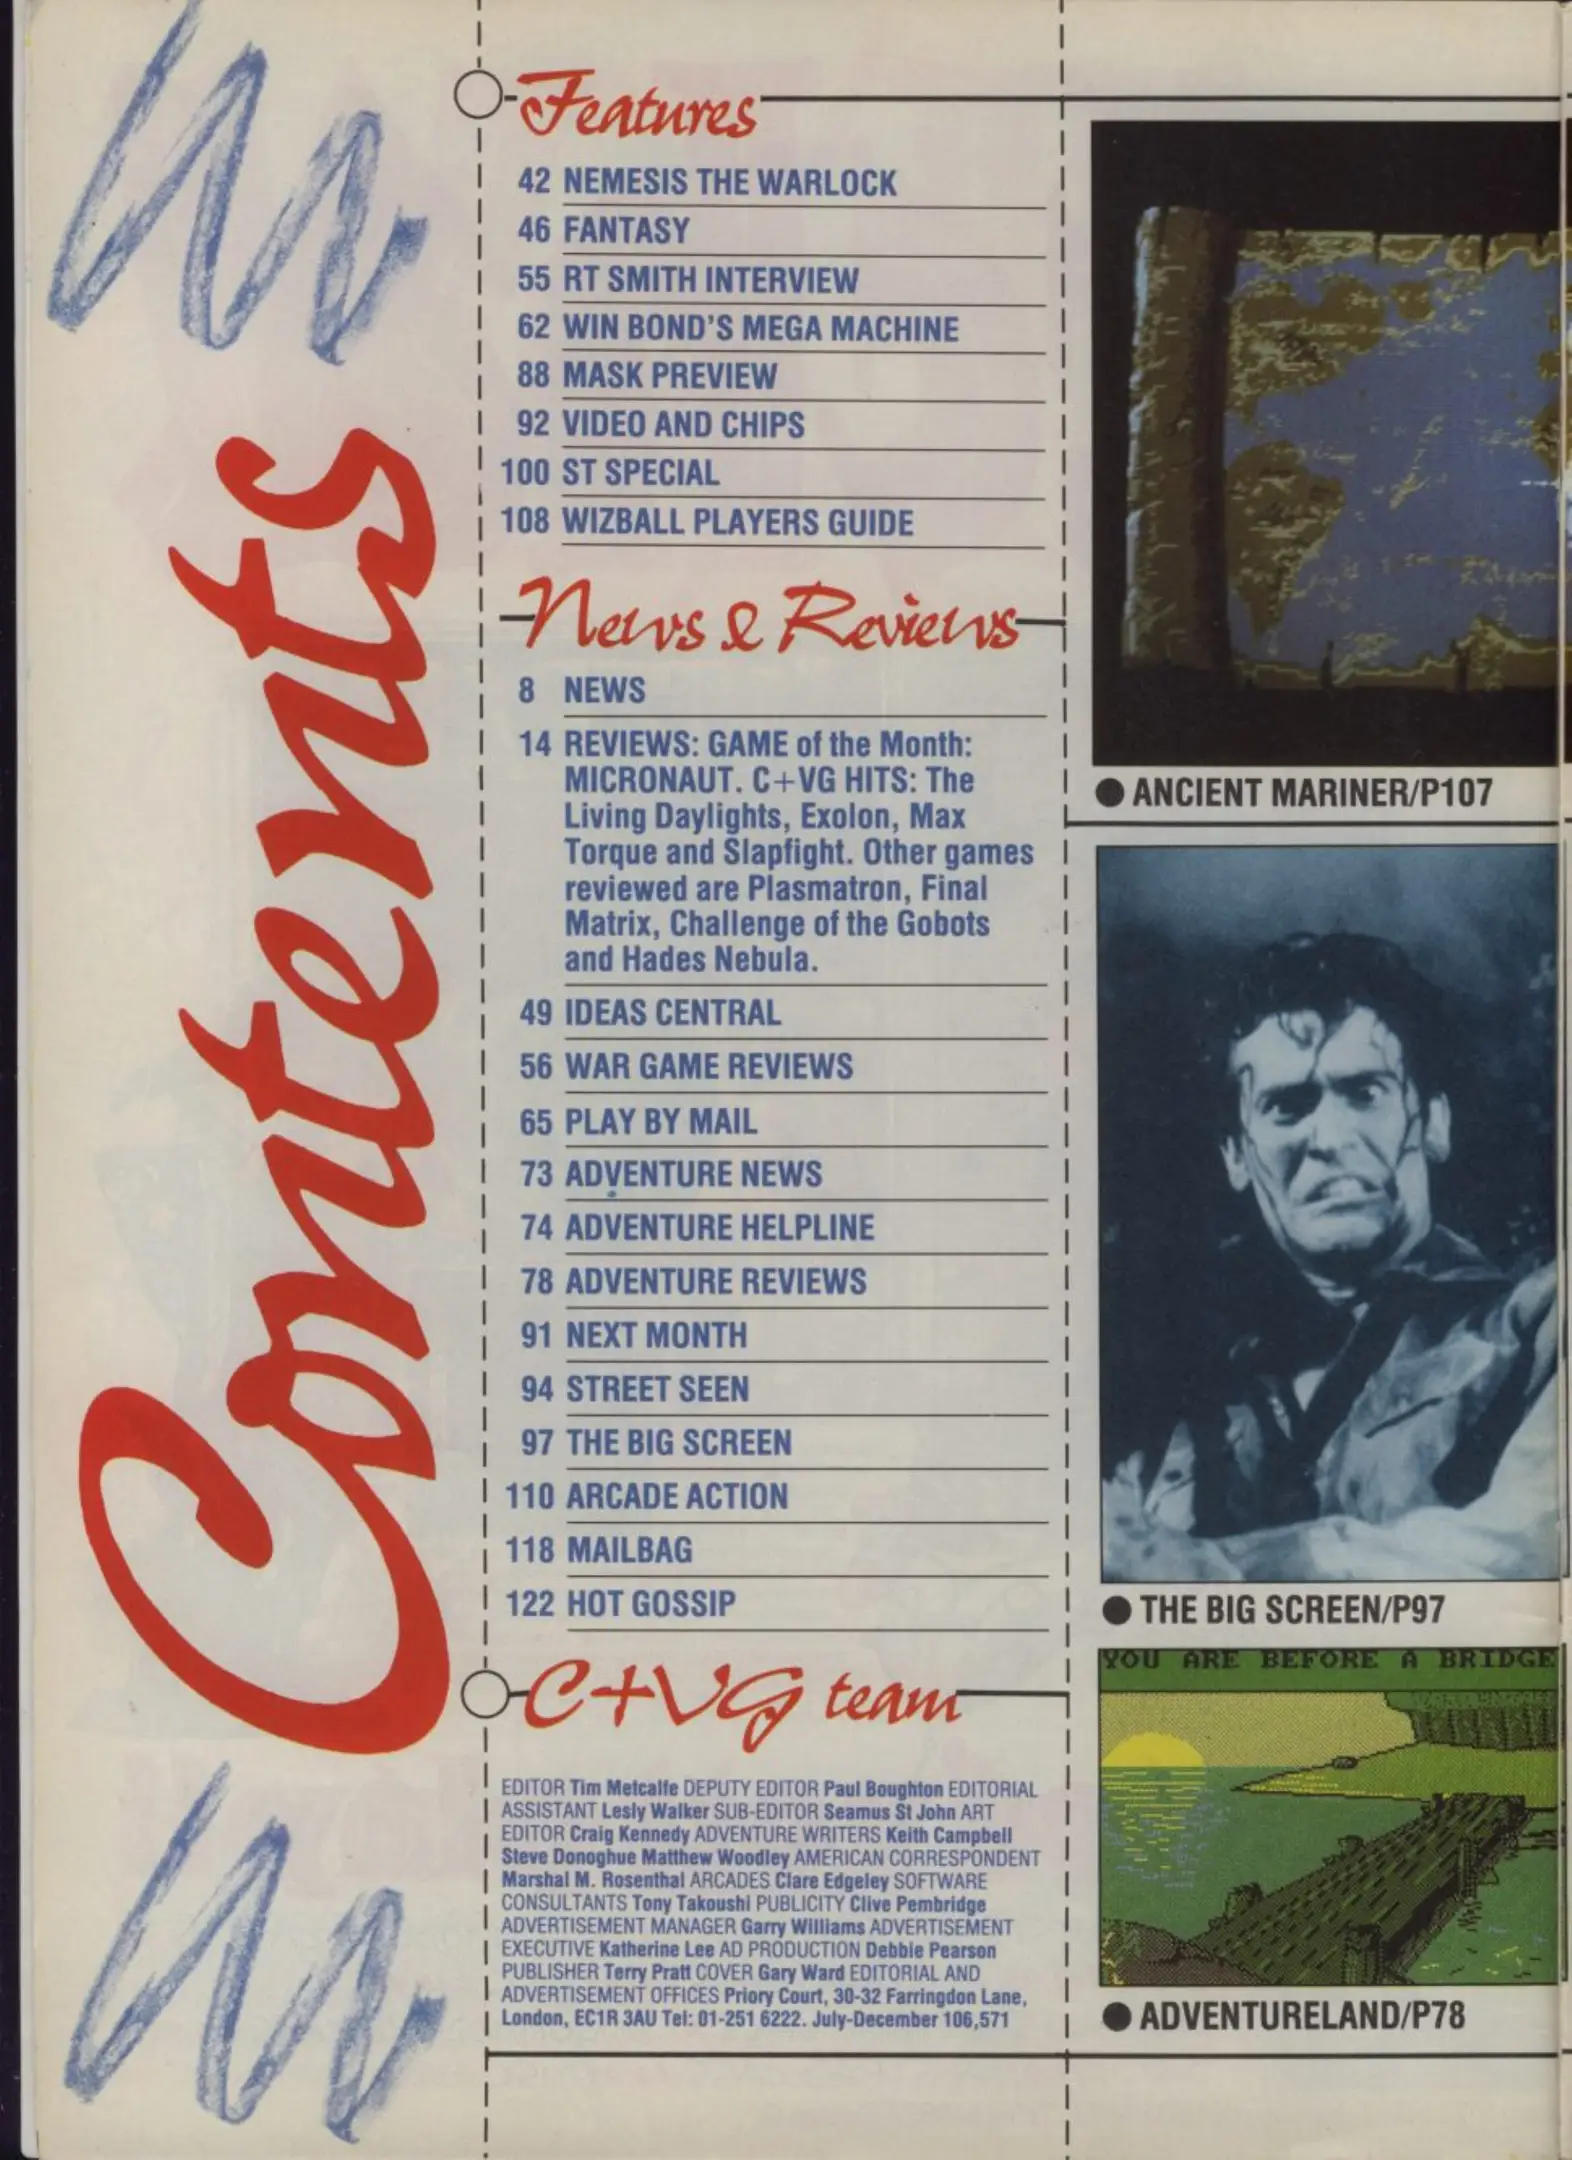 Contents
Features
42 NEMESIS THE WARLOCK
46 FANTASY
55 RT SMITH INTERVIEW
62 WIN BOND'S MEGA MACHINE
88 MASK PREVIEW
92 VIDEO AND CHIPS
100 ST SPECIAL
108 WIZBALL PLAYERS GUIDE
News & Reviews
8 NEWS
14 REVIEWS: GAME of the Month:
MICRONAUT. C+VG HITS: The
Living Daylights, Exolon, Max
Torque and Slapfight. Other games
reviewed are Plasmatron, Final
Matrix, Challenge of the Gobots
and Hades Nebula.
49 IDEAS CENTRAL
56 WAR GAME REVIEWS
65 PLAY BY MAIL
73 ADVENTURE NEWS
74 ADVENTURE HELPLINE
78 ADVENTURE REVIEWS
91 NEXT MONTH
94 STREET SEEN
97 THE BIG SCREEN
110 ARCADE ACTION
118 MAILBAG
122 HOT GOSSIP
C+VG team
EDITOR Tim Metcalfe DEPUTY EDITOR Paul Boughton EDITORIAL
ASSISTANT Lesly Walker SUB-EDITOR Seamus St John ART
EDITOR Craig Kennedy ADVENTURE WRITERS Keith Campbell
Steve Donoghue Matthew Woodley AMERICAN CORRESPONDENT
Marshal M. Rosenthal ARCADES Clare Edgeley SOFTWARE
CONSULTANTS Tony Takoushi PUBLICITY Clive Pembridge
ADVERTISEMENT MANAGER Garry Williams ADVERTISEMENT
EXECUTIVE Katherine Lee AD PRODUCTION Debbie Pearson
PUBLISHER Terry Pratt COVER Gary Ward EDITORIAL AND
ADVERTISEMENT OFFICES Priory Court, 30-32 Farringdon Lane,
London, EC1R 3AU Tel: 01-251 6222. July-December 106,571
● ANCIENT MARINER/P107
● THE BIG SCREEN/P97
YOU ARE BEFORE A BRIDGE
● ADVENTURELAND/P78